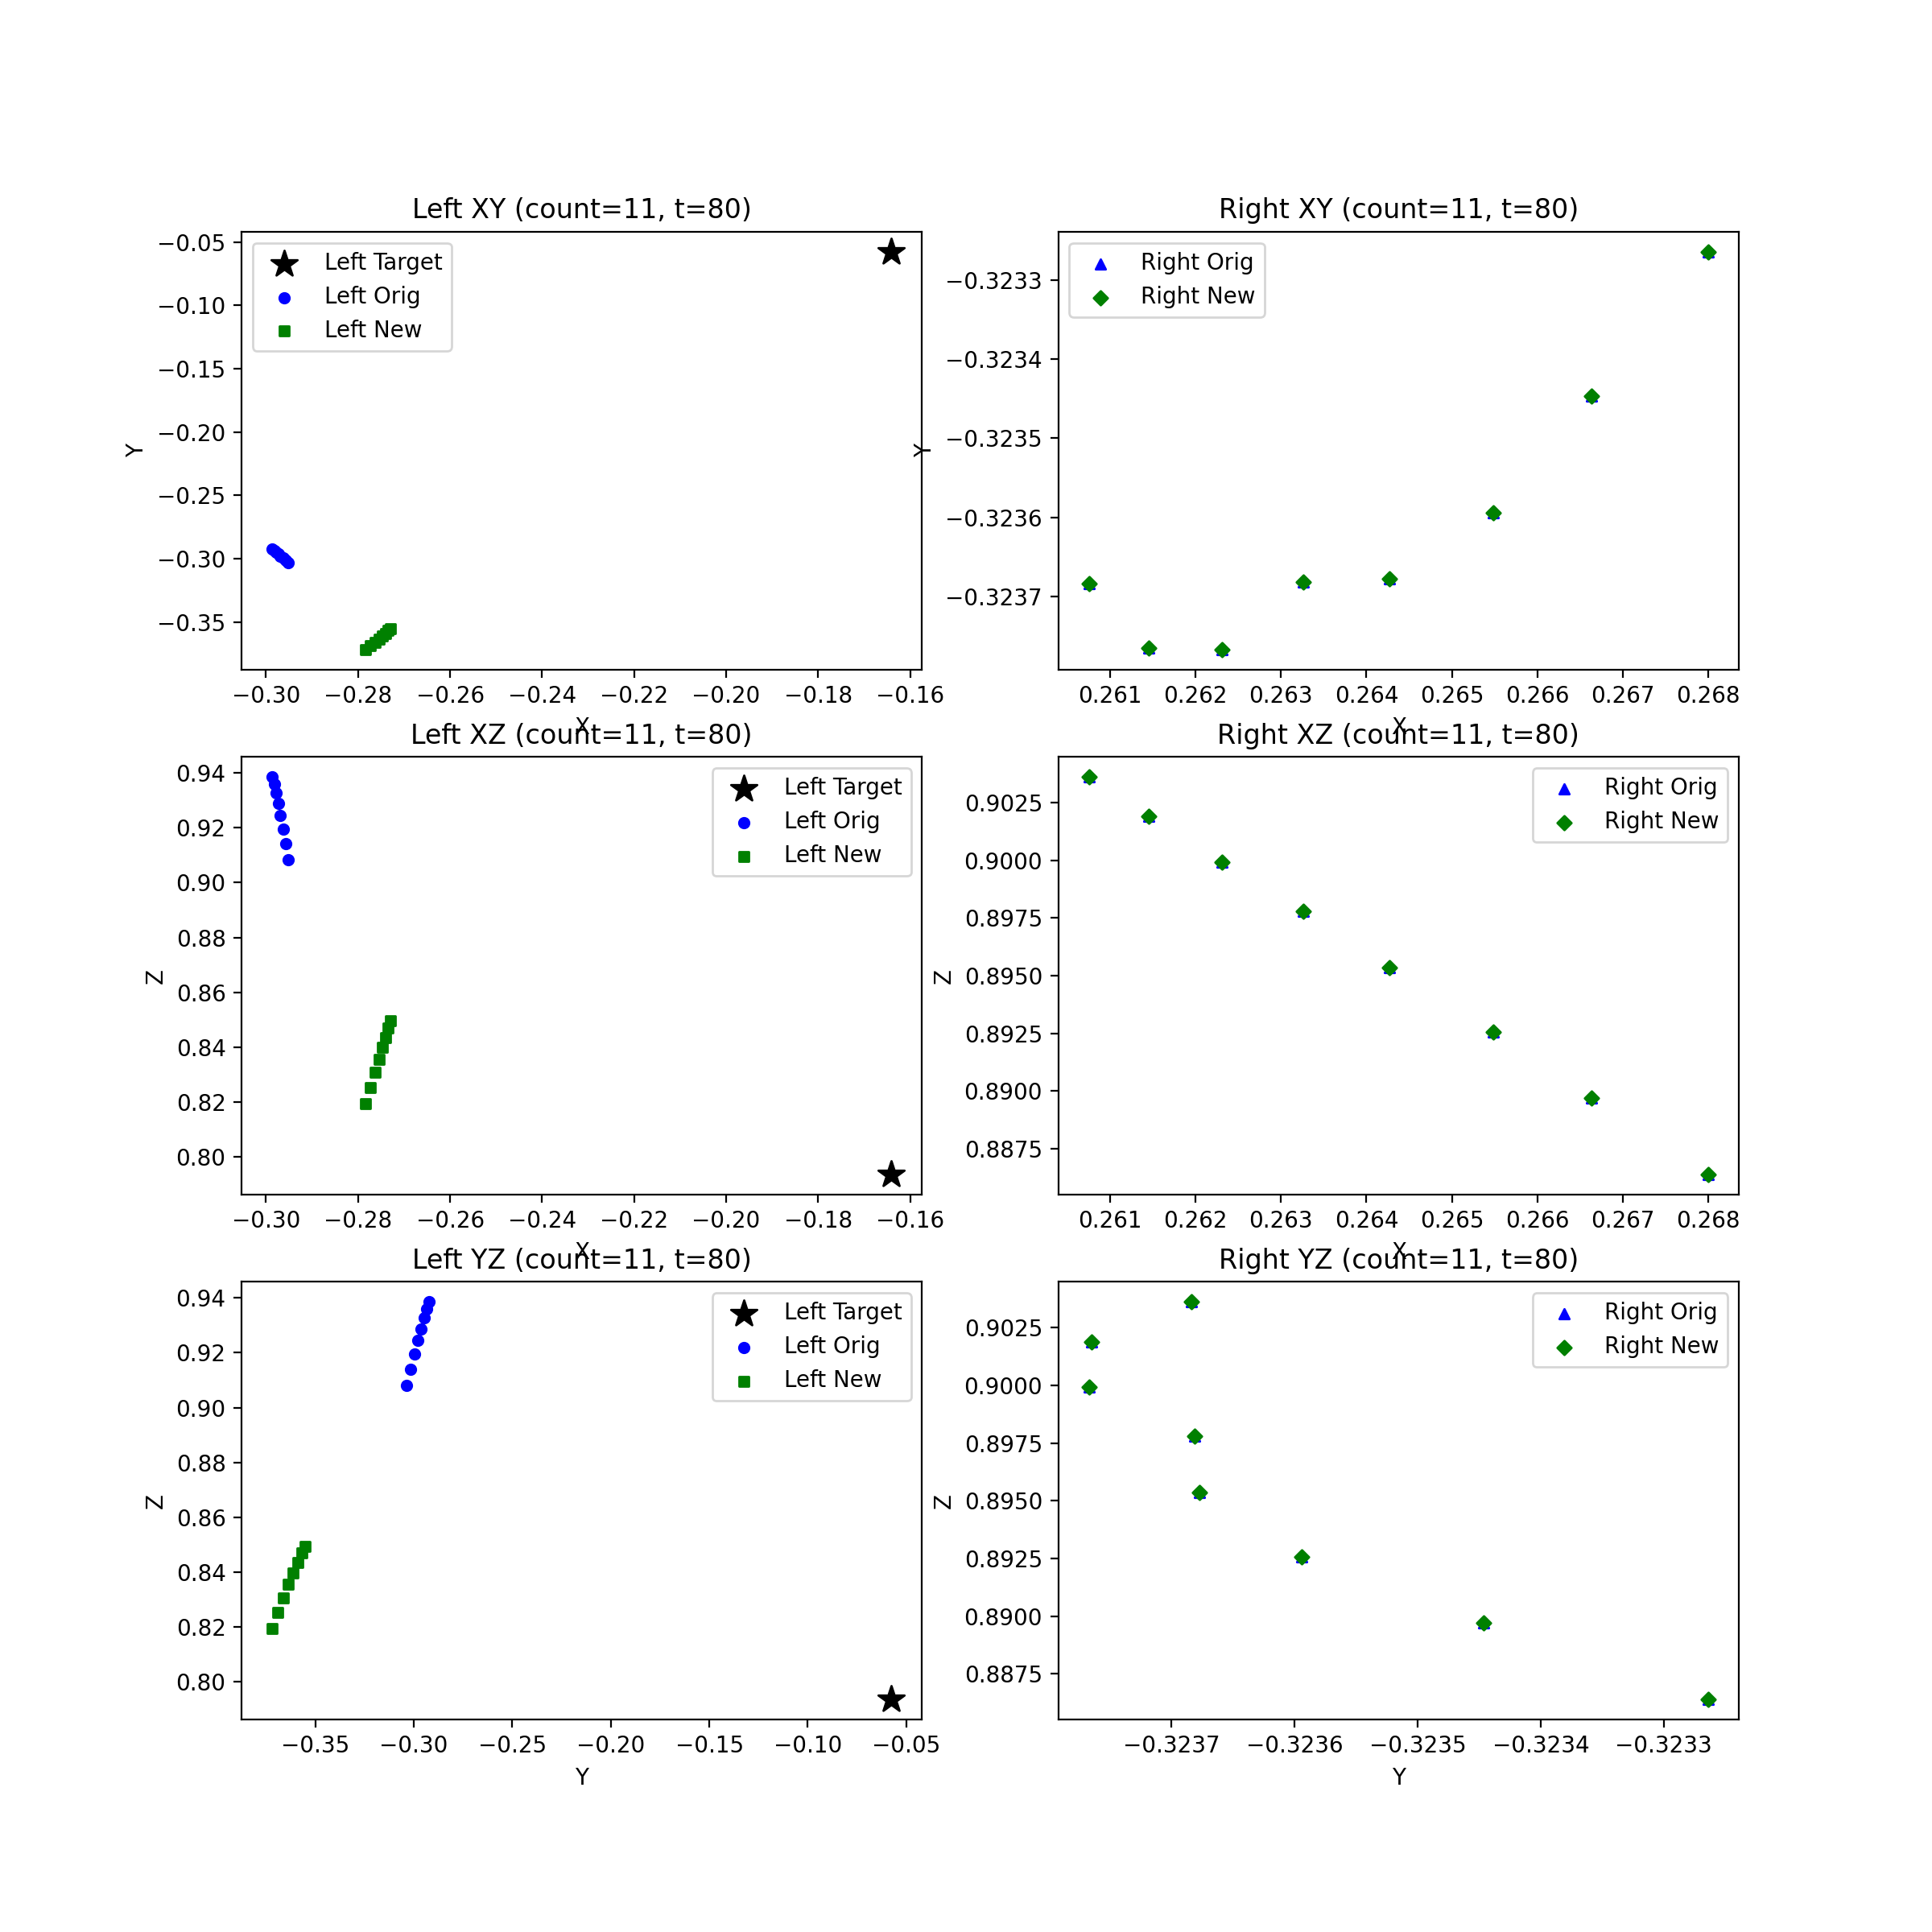 Left XY (count=11, t=80)
Left Target
Left Orig
Left New
Y
−0.05
−0.10
−0.15
−0.20
−0.25
−0.30
−0.35
−0.30
−0.28
−0.26
−0.24
−0.22
−0.20
−0.18
−0.16
X
Right XY (count=11, t=80)
Right Orig
Right New
Y
−0.3233
−0.3234
−0.3235
−0.3236
−0.3237
0.261
0.262
0.263
0.264
0.265
0.266
0.267
0.268
X
Left XZ (count=11, t=80)
Left Target
Left Orig
Left New
Z
0.94
0.92
0.90
0.88
0.86
0.84
0.82
0.80
−0.30
−0.28
−0.26
−0.24
−0.22
−0.20
−0.18
−0.16
X
Right XZ (count=11, t=80)
Right Orig
Right New
Z
0.9025
0.9000
0.8975
0.8950
0.8925
0.8900
0.8875
0.261
0.262
0.263
0.264
0.265
0.266
0.267
0.268
X
Left YZ (count=11, t=80)
Left Target
Left Orig
Left New
Z
0.94
0.92
0.90
0.88
0.86
0.84
0.82
0.80
−0.35
−0.30
−0.25
−0.20
−0.15
−0.10
−0.05
Y
Right YZ (count=11, t=80)
Right Orig
Right New
Z
0.9025
0.9000
0.8975
0.8950
0.8925
0.8900
0.8875
−0.3237
−0.3236
−0.3235
−0.3234
−0.3233
Y